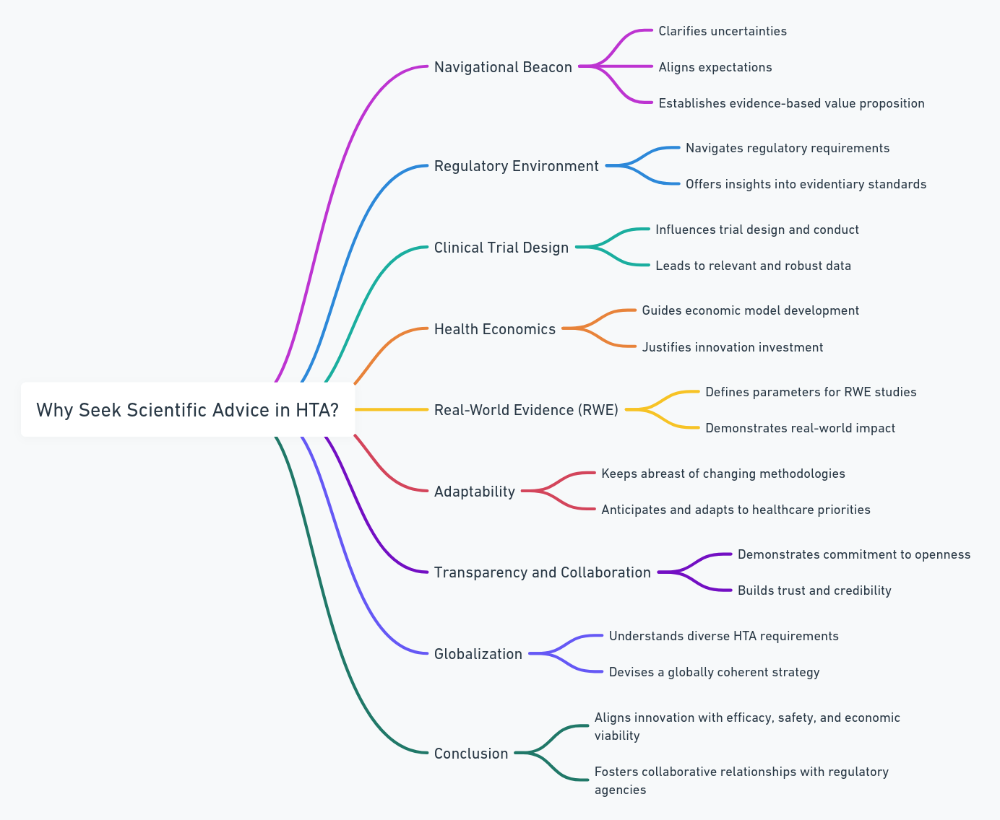 Why Seek Scientific Advice in HTA?
Navigational Beacon
Clarifies uncertainties
Aligns expectations
Establishes evidence-based value proposition
Regulatory Environment
Navigates regulatory requirements
Offers insights into evidentiary standards
Clinical Trial Design
Influences trial design and conduct
Leads to relevant and robust data
Health Economics
Guides economic model development
Justifies innovation investment
Real-World Evidence (RWE)
Defines parameters for RWE studies
Demonstrates real-world impact
Adaptability
Keeps abreast of changing methodologies
Anticipates and adapts to healthcare priorities
Transparency and Collaboration
Demonstrates commitment to openness
Builds trust and credibility
Globalization
Understands diverse HTA requirements
Devises a globally coherent strategy
Conclusion
Aligns innovation with efficacy, safety, and economic
viability
Fosters collaborative relationships with regulatory
agencies